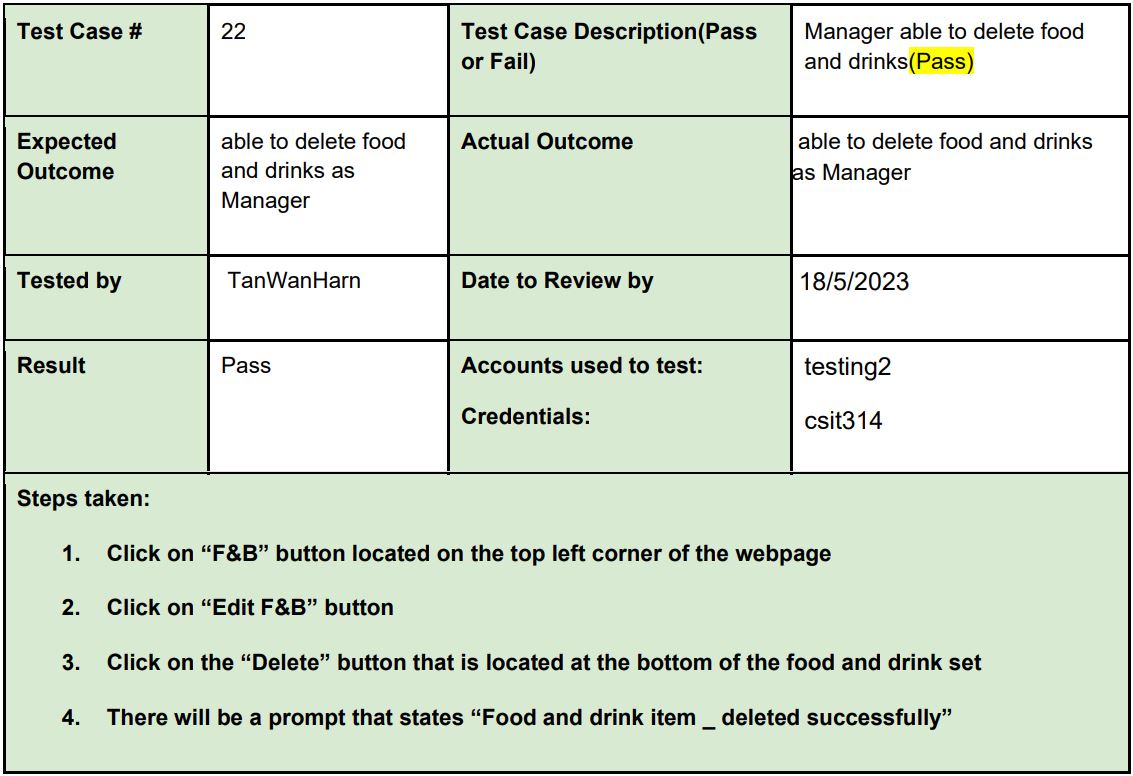 Test Case #
22
Test Case Description(Pass
or Fail)
Manager able to delete food
and drinks(Pass)
Expected
Outcome
able to delete food
and drinks as
Manager
Actual Outcome
able to delete food and drinks
as Manager
Tested by
TanWanHarn
Date to Review by
18/5/2023
Result
Pass
Accounts used to test:
Credentials:
testing2
csit314
Steps taken:
1. Click on “F&B” button located on the top left corner of the webpage
2. Click on “Edit F&B” button
3. Click on the “Delete” button that is located at the bottom of the food and drink set
4. There will be a prompt that states “Food and drink item _ deleted successfully”